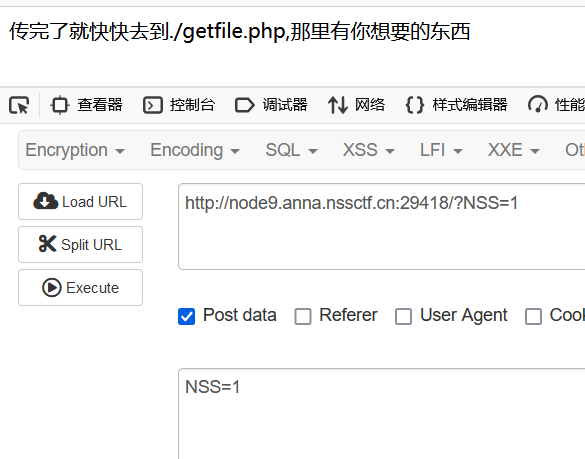 传完了就快快去到./getfile.php,那里有你想要的东西
查看器 控制台 调试器 网络 样式编辑器 性能
Encryption Encoding SQL XSS LFI XXE
Load URL
http://node9.anna.nssctf.cn:29418/?NSS=1
Split URL
Execute
Post data Referer User Agent
NSS=1